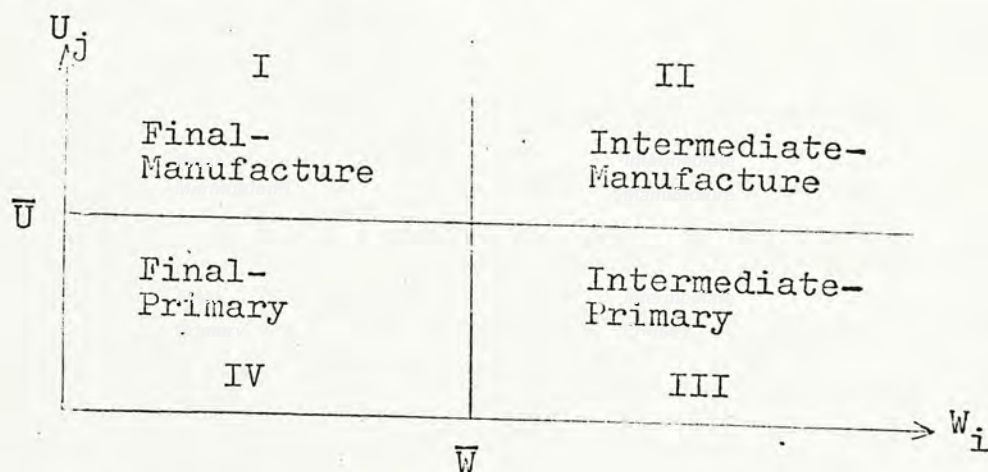 U_j
I
II
Final-
Manufacture
Intermediate-
Manufacture
Ū
Final-
Primary
Intermediate-
Primary
IV
III
W_i
W̄